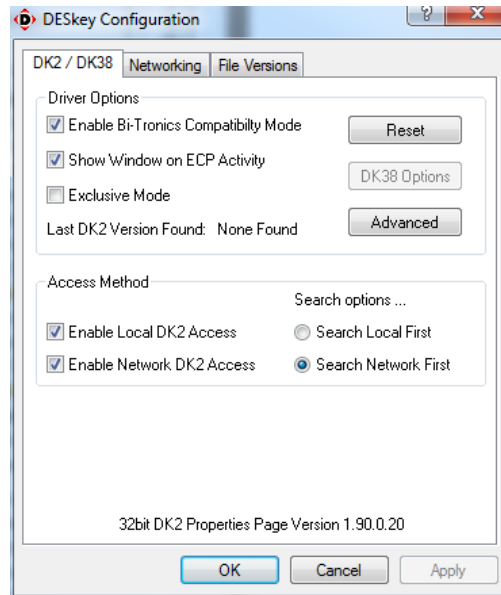 DESkey Configuration
DK2 / DK38 Networking File Versions
Driver Options
Enable Bi-Tronics Compatibilty Mode
Reset
Show Window on ECP Activity
DK38 Options
Exclusive Mode
Last DK2 Version Found: None Found
Advanced
Access Method
Search options ...
Enable Local DK2 Access
Search Local First
Enable Network DK2 Access
Search Network First
32bit DK2 Properties Page Version 1.90.0.20
OK Cancel Apply